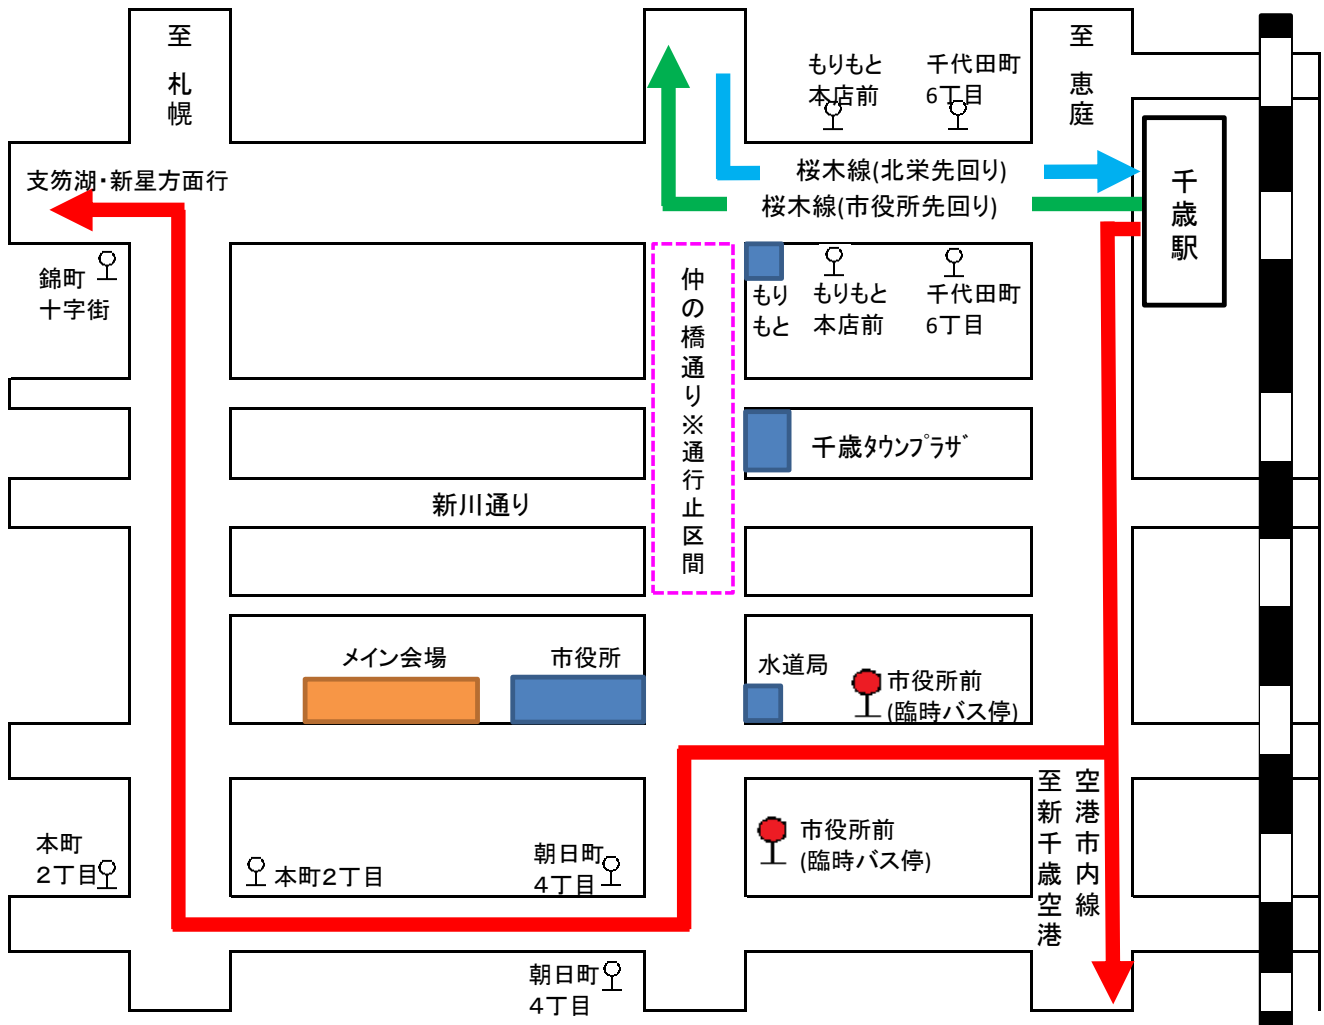 至 札幌
至 恵庭
もりもと
本店前
千代田町
6丁目
支笏湖・新星方面行
桜木線(北栄先回り)
桜木線(市役所先回り)
千歳駅
錦町
十字街
仲の橋通り※通行止区間
もり
もと
もりもと
本店前
千代田町
6丁目
千歳タウンプラザ
新川通り
メイン会場
市役所
水道局
市役所前
(臨時バス停)
空港市内線
至新千歳空港
本町
2丁目
本町2丁目
朝日町
4丁目
市役所前
(臨時バス停)
朝日町
4丁目